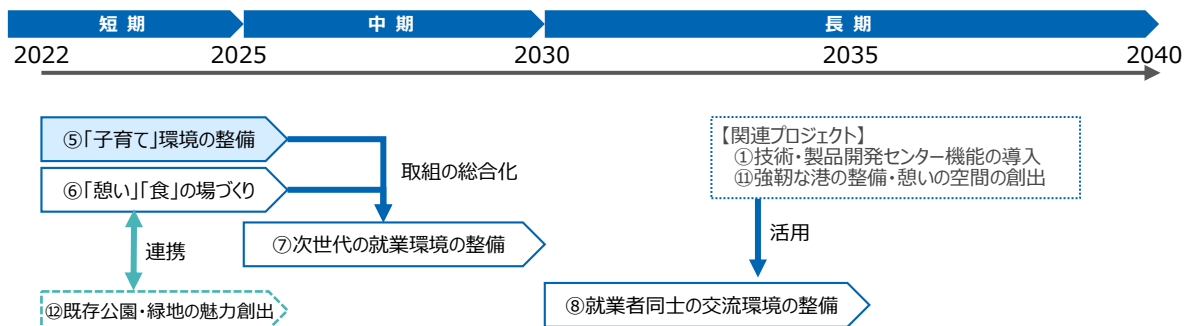 短期
中期
長期
2022
2025
2030
2035
2040
⑤「子育て」環境の整備
⑥「憩い」「食」の場づくり
取組の総合化
⑦次世代の就業環境の整備
連携
⑫既存公園・緑地の魅力創出
【関連プロジェクト】
①技術・製品開発センター機能の導入
⑪強靭な港の整備・憩いの空間の創出
活用
⑧就業者同士の交流環境の整備